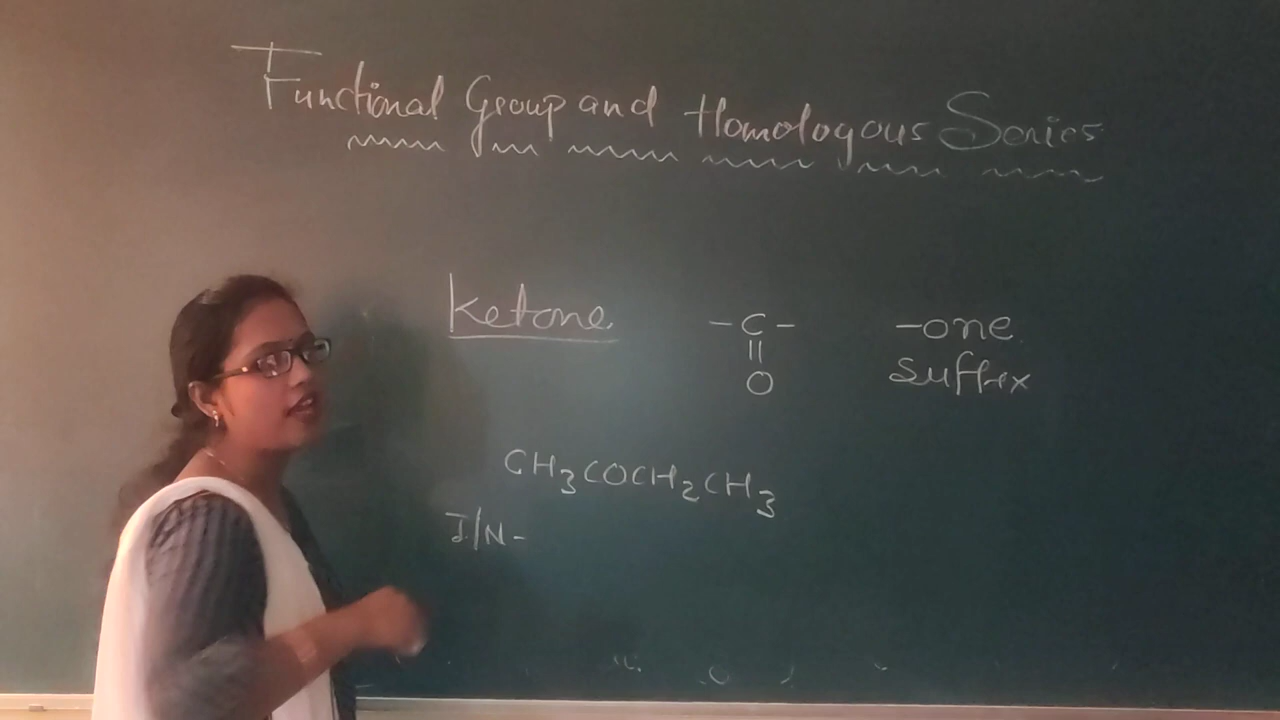 Functional Group and Homologous Series
Ketone
-C-
||
O
-one
suffix
CH3COCH2CH3
I/N-